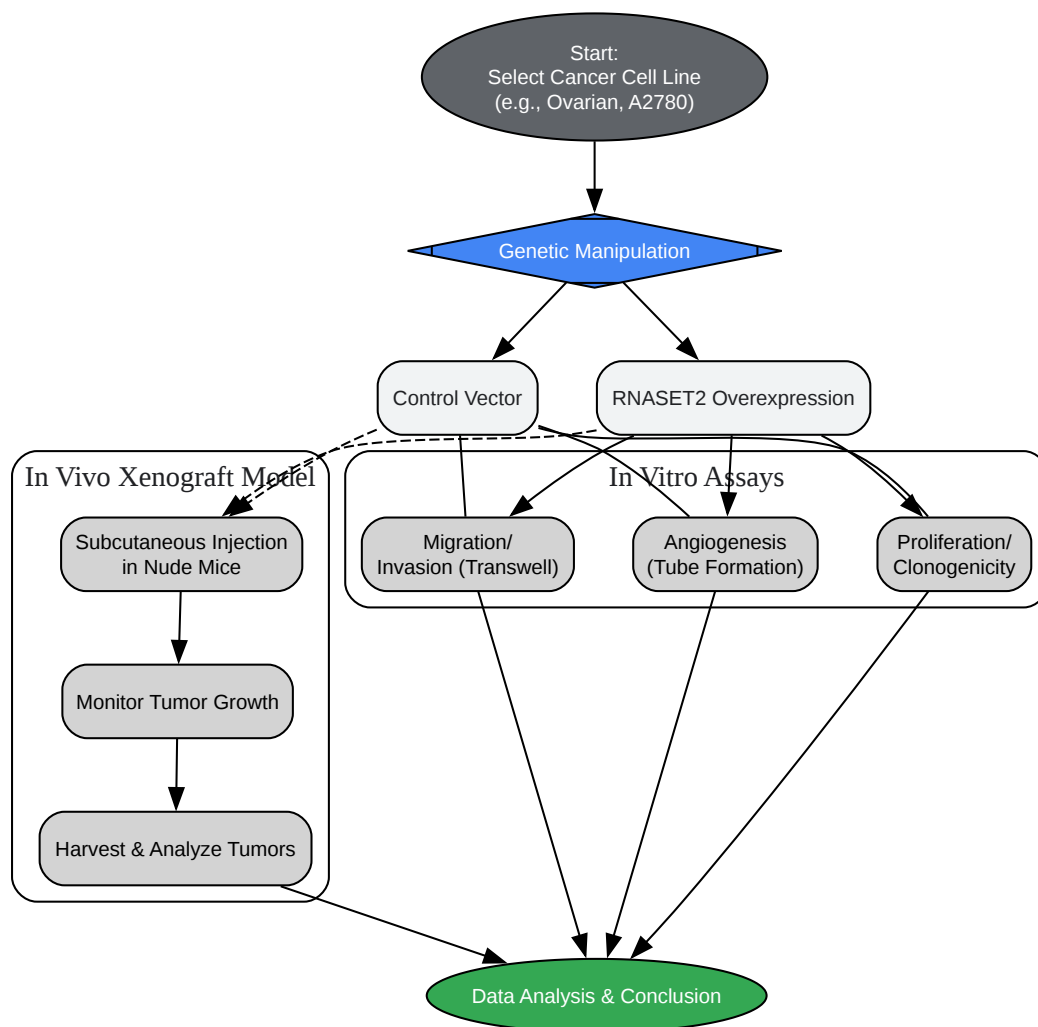 Start:
Select Cancer Cell Line
(e.g., Ovarian, A2780)
Genetic Manipulation
Control Vector
RNASET2 Overexpression
In Vivo Xenograft Model
In Vitro Assays
Subcutaneous Injection
in Nude Mice
Migration/
Invasion (Transwell)
Angiogenesis
(Tube Formation)
Proliferation/
Clonogenicity
Monitor Tumor Growth
Harvest & Analyze Tumors
Data Analysis & Conclusion